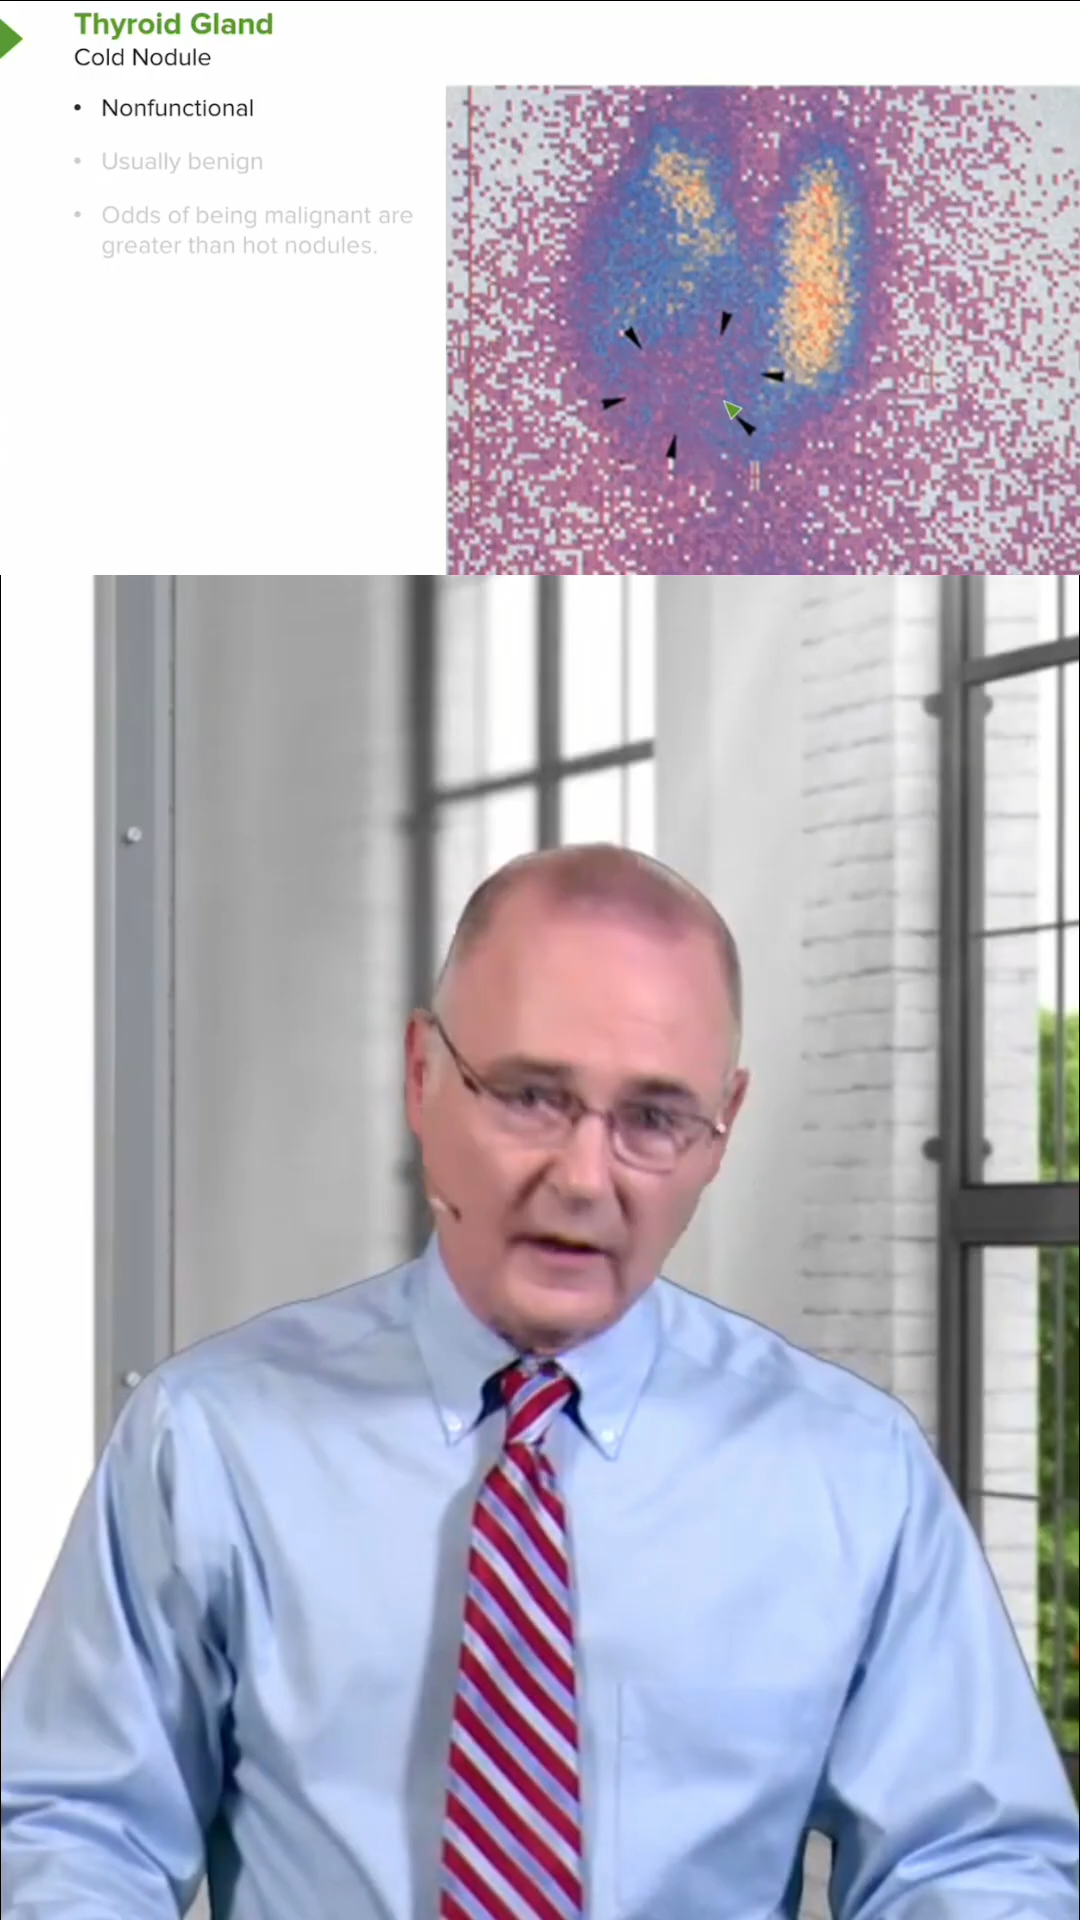 Thyroid Gland
Cold Nodule
• Nonfunctional
• Usually benign
• Odds of being malignant are
greater than hot nodules.